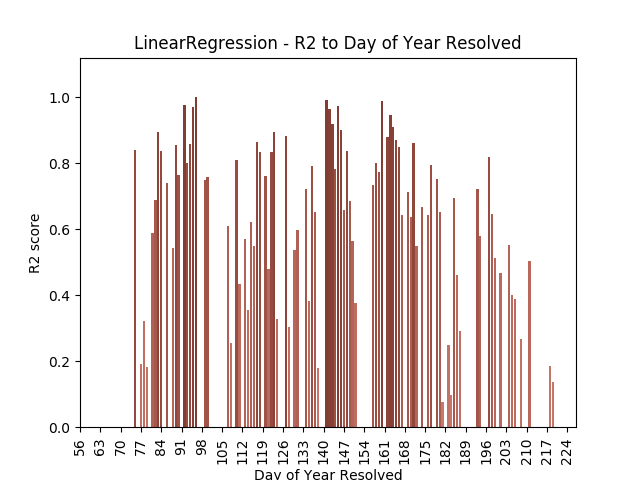 LinearRegression - R2 to Day of Year Resolved
R2 score
1.0
0.8
0.6
0.4
0.2
0.0
56 63 70 77 84 91 98 105 112 119 126 133 140 147 154 161 168 175 182 189 196 203 210 217 224
Day of Year Resolved